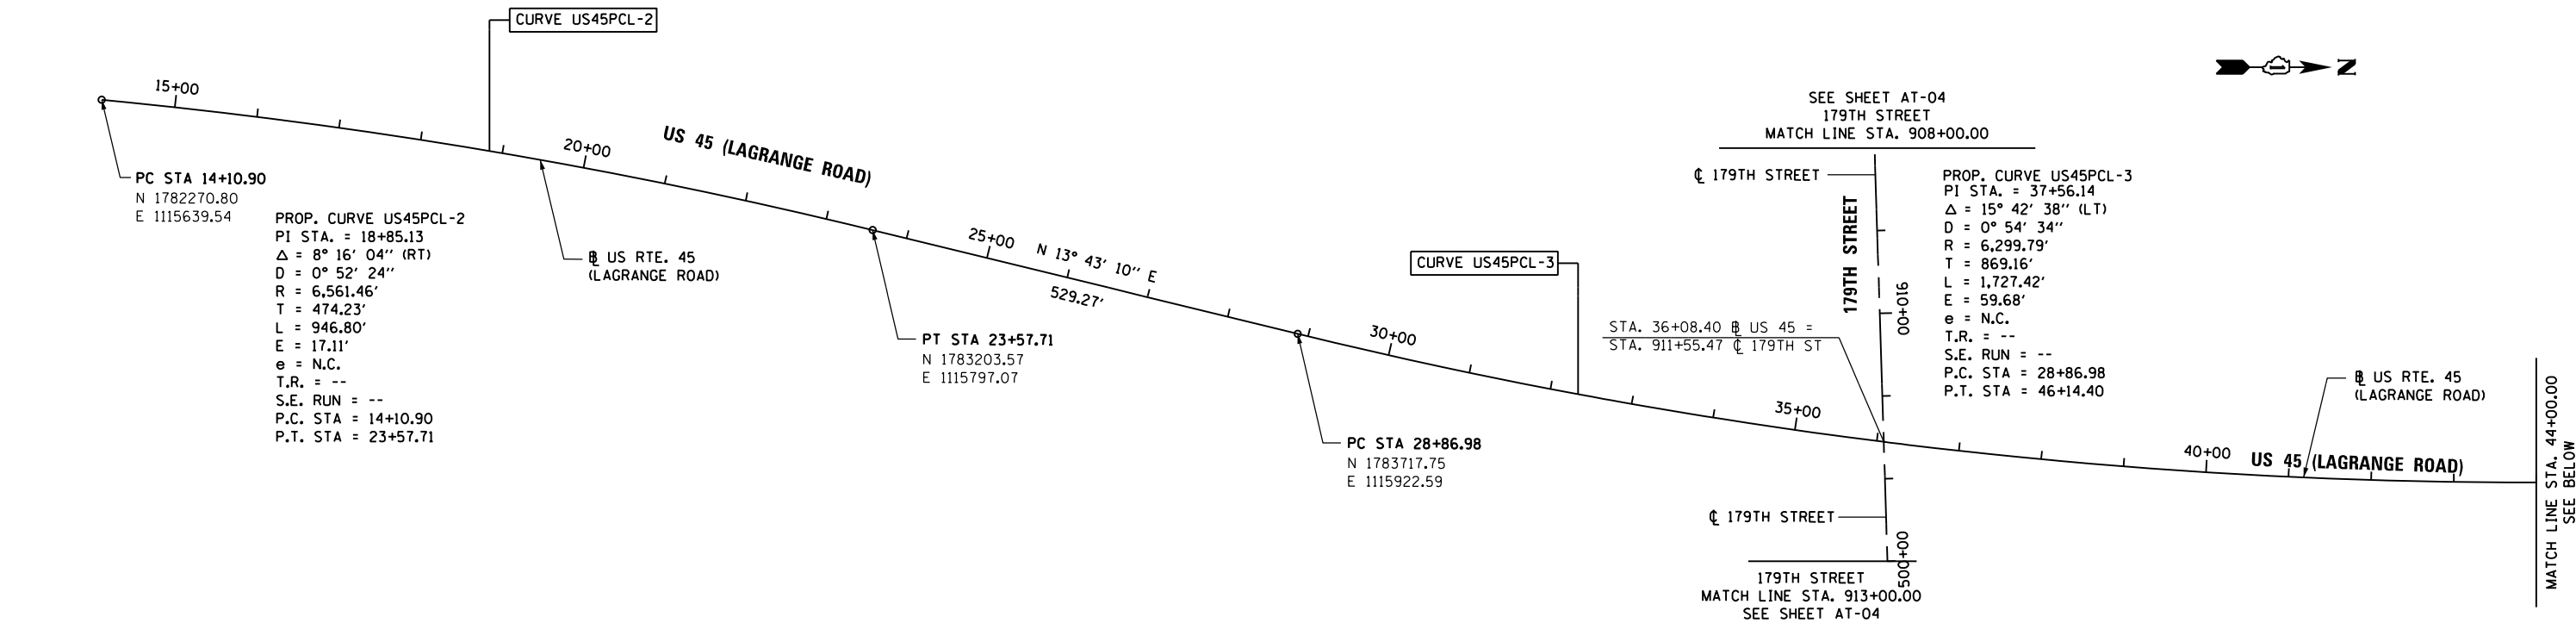 CURVE US45PCL-2
15+00
PC STA 14+10.90
N 1782270.80
E 1115639.54
PROP. CURVE US45PCL-2
PI STA. = 18+85.13
Δ = 8° 16' 04'' (RT)
D = 0° 52' 24''
R = 6,561.46'
T = 474.23'
L = 946.80'
E = 17.11'
e = N.C.
T.R. = --
S.E. RUN = --
P.C. STA = 14+10.90
P.T. STA = 23+57.71
20+00
US 45 (LAGRANGE ROAD)
℄ US RTE. 45
(LAGRANGE ROAD)
PT STA 23+57.71
N 1783203.57
E 1115797.07
25+00
N 13° 43' 10'' E
529.27'
CURVE US45PCL-3
30+00
PC STA 28+86.98
N 1783717.75
E 1115922.59
SEE SHEET AT-04
179TH STREET
MATCH LINE STA. 908+00.00
℄ 179TH STREET
179TH STREET
910+00
STA. 36+08.40 ℄ US 45 =
STA. 911+55.47 ℄ 179TH ST
35+00
℄ 179TH STREET
500+00
179TH STREET
MATCH LINE STA. 913+00.00
SEE SHEET AT-04
PROP. CURVE US45PCL-3
PI STA. = 37+56.14
Δ = 15° 42' 38'' (LT)
D = 0° 54' 34''
R = 6,299.79'
T = 869.16'
L = 1,727.42'
E = 59.68'
e = N.C.
T.R. = --
S.E. RUN = --
P.C. STA = 28+86.98
P.T. STA = 46+14.40
N
40+00
US 45 (LAGRANGE ROAD)
℄ US RTE. 45
(LAGRANGE ROAD)
MATCH LINE STA. 44+00.00
SEE BELOW